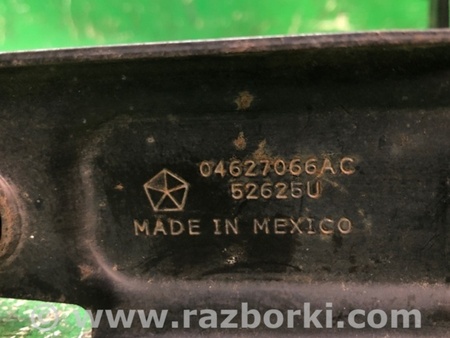 04627066AC
52625U
MADE IN MEXICO
www.razborki.com